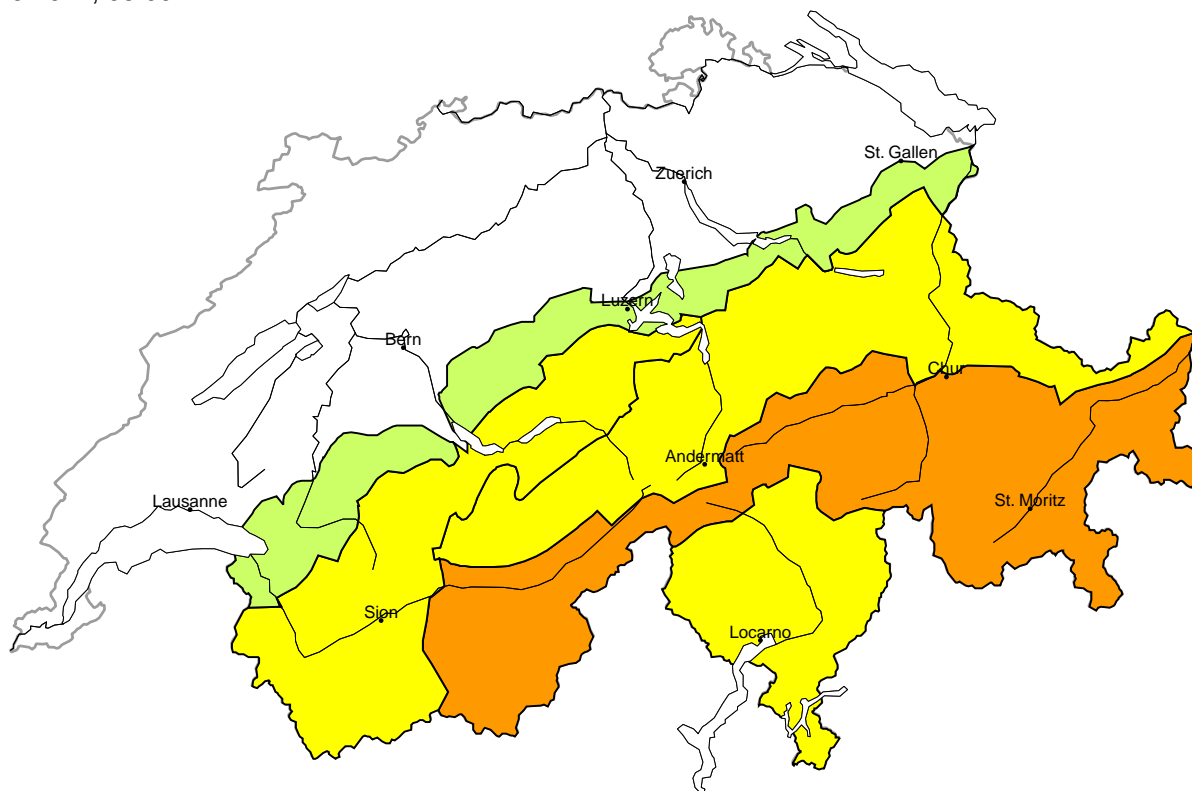 St. Gallen
Zuerich
Luzern
Bern
Chur
Andermatt
Lausanne
St. Moritz
Sion
Locarno